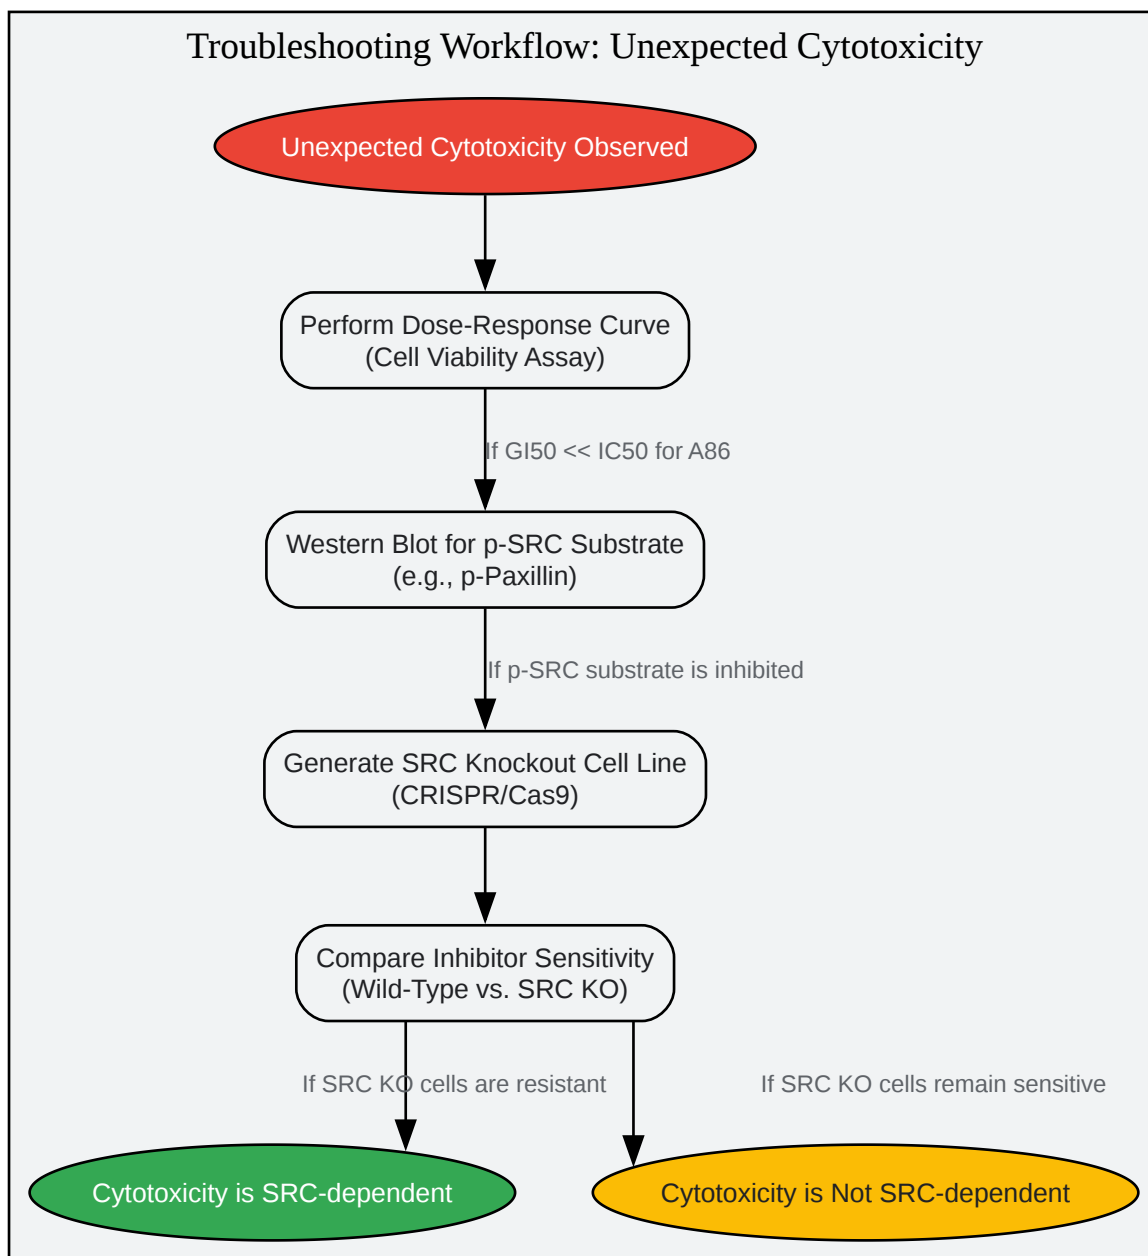 Troubleshooting Workflow: Unexpected Cytotoxicity
Unexpected Cytotoxicity Observed
Perform Dose-Response Curve
(Cell Viability Assay)
If GI50 << IC50 for A86
Western Blot for p-SRC Substrate
(e.g., p-Paxillin)
If p-SRC substrate is inhibited
Generate SRC Knockout Cell Line
(CRISPR/Cas9)
Compare Inhibitor Sensitivity
(Wild-Type vs. SRC KO)
If SRC KO cells are resistant
If SRC KO cells remain sensitive
Cytotoxicity is SRC-dependent
Cytotoxicity is Not SRC-dependent